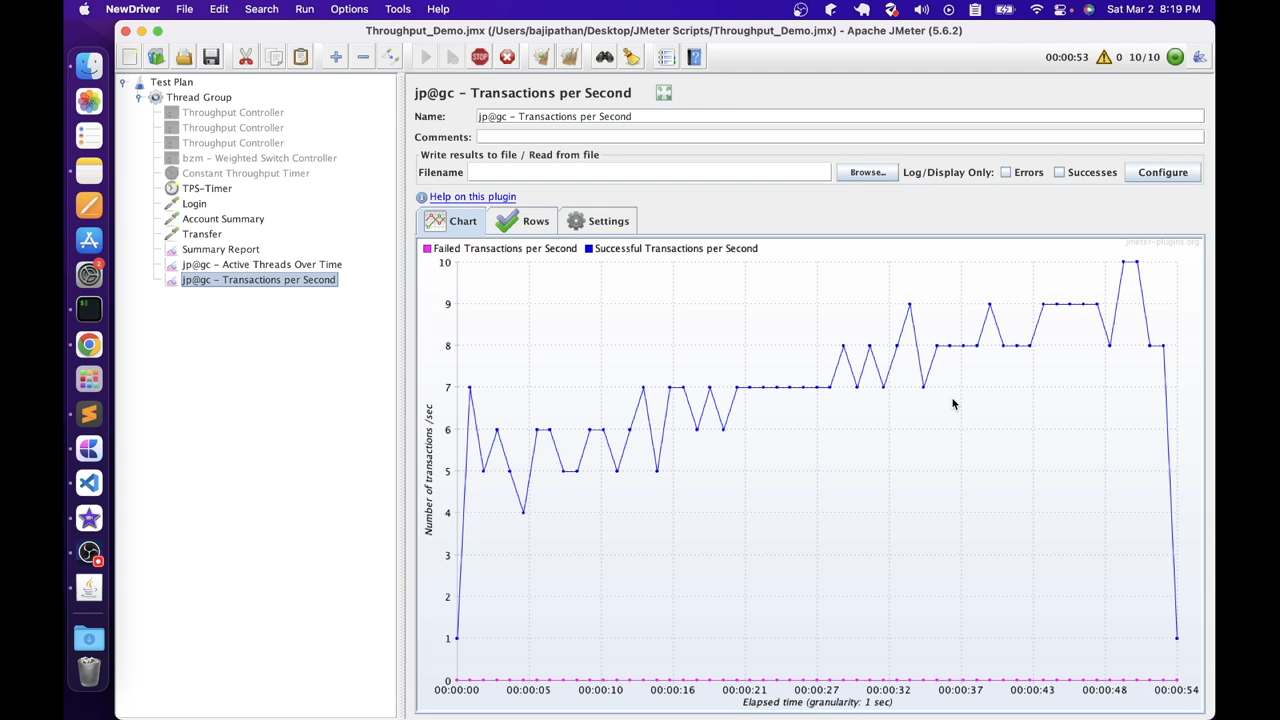 NewDriver File Edit Search Run Options Tools Help Sat Mar 2 8:19 PM
Throughput_Demo.jmx (/Users/bajipathan/Desktop/JMeter Scripts/Throughput_Demo.jmx) - Apache JMeter (5.6.2)
STOP 00:00:53 0 10/10
Test Plan
Thread Group
Throughput Controller
Throughput Controller
Throughput Controller
bzm - Weighted Switch Controller
Constant Throughput Timer
TPS-Timer
Login
Account Summary
Transfer
Summary Report
jp@gc - Active Threads Over Time
jp@gc - Transactions per Second
jp@gc - Transactions per Second
Name: jp@gc - Transactions per Second
Comments:
Write results to file / Read from file
Filename Browse... Log/Display Only: Errors Successes Configure
Help on this plugin
Chart Rows Settings
jmeter-plugins.org
Failed Transactions per Second Successful Transactions per Second
10
9
8
7
6
5
4
3
2
1
0
Number of transactions /sec
00:00:00 00:00:05 00:00:10 00:00:16 00:00:21 00:00:27 00:00:32 00:00:37 00:00:43 00:00:48 00:00:54
Elapsed time (granularity: 1 sec)
2